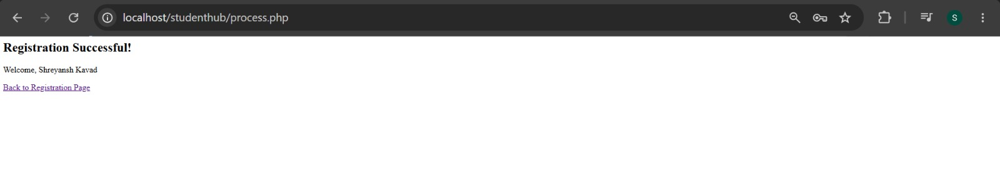 localhost/studenthub/process.php
S
Registration Successful!
Welcome, Shreyansh Kavad
Back to Registration Page